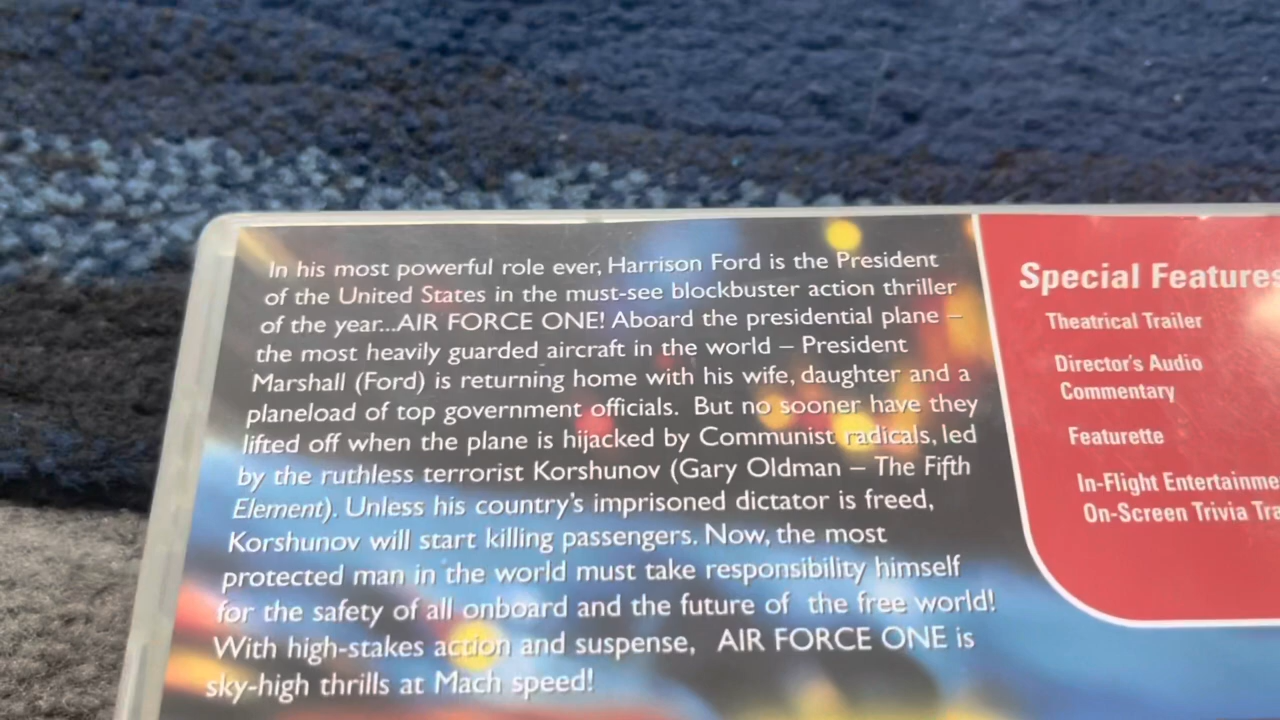 In his most powerful role ever, Harrison Ford is the President
of the United States in the must-see blockbuster action thriller
of the year...AIR FORCE ONE! Aboard the presidential plane –
the most heavily guarded aircraft in the world – President
Marshall (Ford) is returning home with his wife, daughter and a
planeload of top government officials. But no sooner have they
lifted off when the plane is hijacked by Communist radicals, led
by the ruthless terrorist Korshunov (Gary Oldman – The Fifth
Element). Unless his country's imprisoned dictator is freed,
Korshunov will start killing passengers. Now, the most
protected man in the world must take responsibility himself
for the safety of all onboard and the future of the free world!
With high-stakes action and suspense, AIR FORCE ONE is
sky-high thrills at Mach speed!
Special Features
Theatrical Trailer
Director's Audio
Commentary
Featurette
In-Flight
On-Screen Trivia